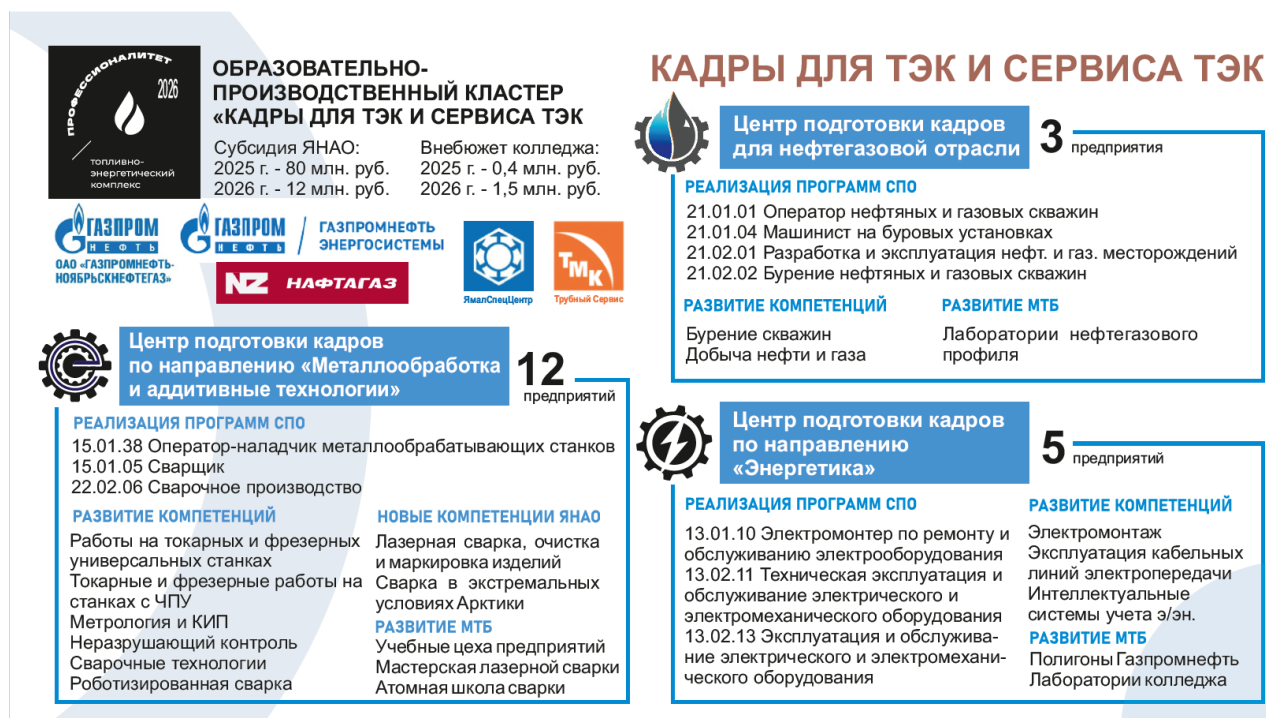 ПРОФЕССИОНАЛИТЕТ
2026
топливно-
энергетический
комплекс
ОБРАЗОВАТЕЛЬНО-
ПРОИЗВОДСТВЕННЫЙ КЛАСТЕР
«КАДРЫ ДЛЯ ТЭК И СЕРВИСА ТЭК
Субсидия ЯНАО:
2025 г. - 80 млн. руб.
2026 г. - 12 млн. руб.
Внебюжет колледжа:
2025 г. - 0,4 млн. руб.
2026 г. - 1,5 млн. руб.
ГАЗПРОМ
НЕФТЬ
ОАО «ГАЗПРОМНЕФТЬ-
НОЯБРЬСКНЕФТЕГАЗ»
ГАЗПРОМ
НЕФТЬ
ГАЗПРОМНЕФТЬ
ЭНЕРГОСИСТЕМЫ
NZ НАФТАГАЗ
ЯмалСпецЦентр
ТМК
Трубный Сервис
Центр подготовки кадров
по направлению «Металлообработка
и аддитивные технологии»
12
предприятий
РЕАЛИЗАЦИЯ ПРОГРАММ СПО
15.01.38 Оператор-наладчик металлообрабатывающих станков
15.01.05 Сварщик
22.02.06 Сварочное производство
РАЗВИТИЕ КОМПЕТЕНЦИЙ
Работы на токарных и фрезерных
универсальных станках
Токарные и фрезерные работы на
станках с ЧПУ
Метрология и КИП
Неразрушающий контроль
Сварочные технологии
Роботизированная сварка
НОВЫЕ КОМПЕТЕНЦИИ ЯНАО
Лазерная сварка, очистка
и маркировка изделий
Сварка в экстремальных
условиях Арктики
РАЗВИТИЕ МТБ
Учебные цеха предприятий
Мастерская лазерной сварки
Атомная школа сварки
КАДРЫ ДЛЯ ТЭК И СЕРВИСА ТЭК
Центр подготовки кадров
для нефтегазовой отрасли
3
предприятия
РЕАЛИЗАЦИЯ ПРОГРАММ СПО
21.01.01 Оператор нефтяных и газовых скважин
21.01.04 Машинист на буровых установках
21.02.01 Разработка и эксплуатация нефт. и газ. месторождений
21.02.02 Бурение нефтяных и газовых скважин
РАЗВИТИЕ КОМПЕТЕНЦИЙ
Бурение скважин
Добыча нефти и газа
РАЗВИТИЕ МТБ
Лаборатории нефтегазового
профиля
Центр подготовки кадров
по направлению
«Энергетика»
5
предприятий
РЕАЛИЗАЦИЯ ПРОГРАММ СПО
13.01.10 Электромонтер по ремонту и
обслуживанию электрооборудования
13.02.11 Техническая эксплуатация и
обслуживание электрического и
электромеханического оборудования
13.02.13 Эксплуатация и обслужива-
ние электрического и электромехани-
ческого оборудования
РАЗВИТИЕ КОМПЕТЕНЦИЙ
Электромонтаж
Эксплуатация кабельных
линий электропередачи
Интеллектуальные
системы учета э/эн.
РАЗВИТИЕ МТБ
Полигоны Газпромнефть
Лаборатории колледжа